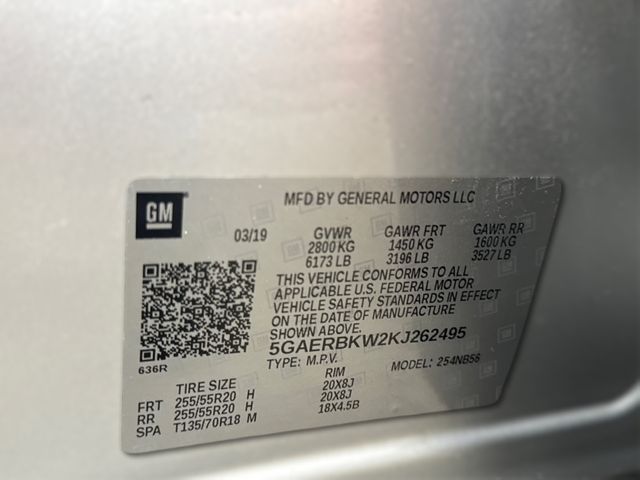 GM
MFD BY GENERAL MOTORS LLC
03/19 GVWR GAWR FRT GAWR RR
2800 KG 1450 KG 1600 KG
6173 LB 3196 LB 3527 LB
THIS VEHICLE CONFORMS TO ALL
APPLICABLE U.S. FEDERAL MOTOR
VEHICLE SAFETY STANDARDS IN EFFECT
ON THE DATE OF MANUFACTURE
SHOWN ABOVE.
5GAERBKW2KJ262495
636R TYPE: M.P.V. MODEL: 254NB56
TIRE SIZE RIM
FRT 255/55R20 H 20X8J
RR 255/55R20 H 20X8J
SPA T135/70R18 M 18X4.5B